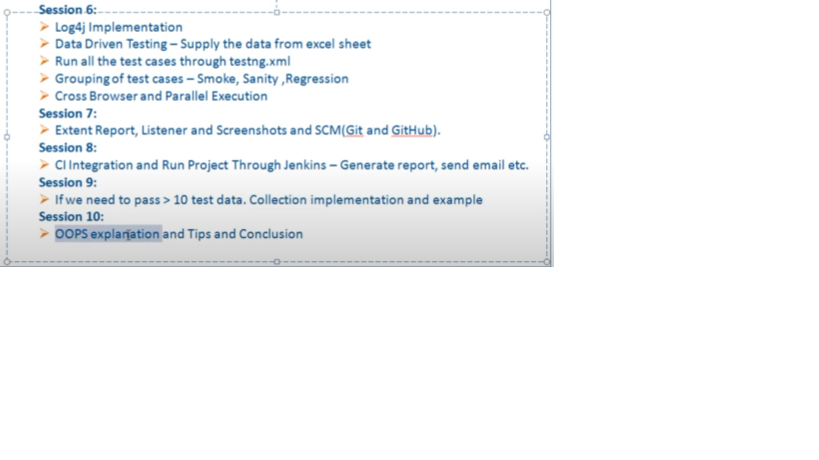 Session 6:
Log4j Implementation
Data Driven Testing – Supply the data from excel sheet
Run all the test cases through testng.xml
Grouping of test cases – Smoke, Sanity ,Regression
Cross Browser and Parallel Execution
Session 7:
Extent Report, Listener and Screenshots and SCM(Git and GitHub).
Session 8:
CI Integration and Run Project Through Jenkins – Generate report, send email etc.
Session 9:
If we need to pass > 10 test data. Collection implementation and example
Session 10:
OOPS explanation and Tips and Conclusion